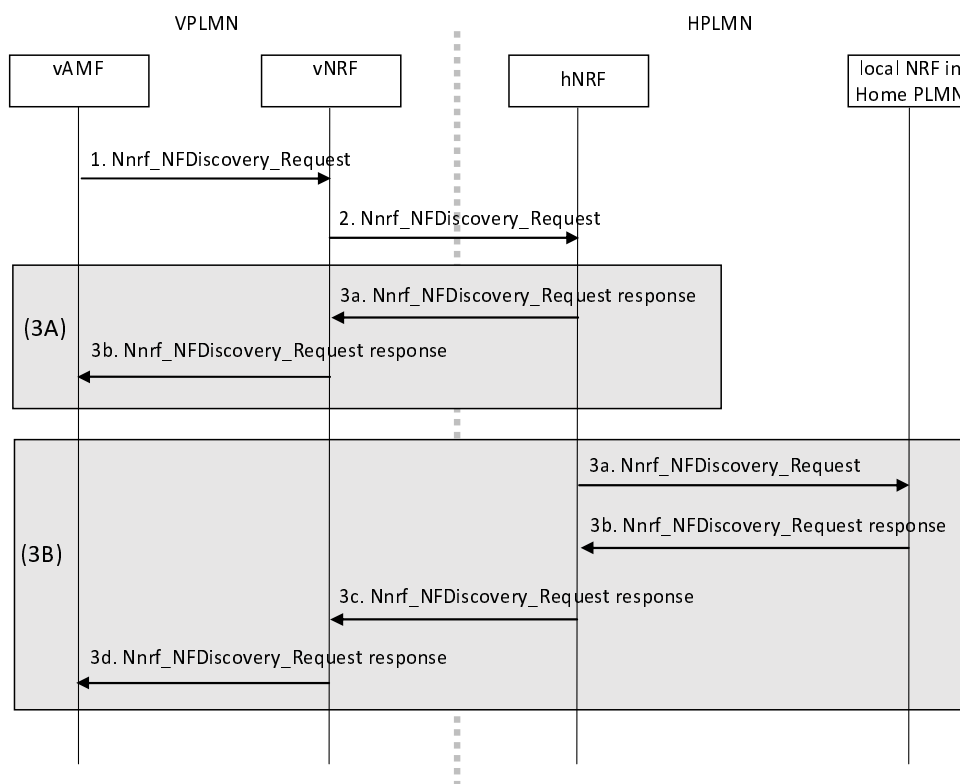 VPLMN
HPLMN
vAMF
vNRF
hNRF
local NRF in
Home PLMN
1. Nnrf_NFDiscovery_Request
2. Nnrf_NFDiscovery_Request
(3A)
3a. Nnrf_NFDiscovery_Request response
3b. Nnrf_NFDiscovery_Request response
(3B)
3a. Nnrf_NFDiscovery_Request
3b. Nnrf_NFDiscovery_Request response
3c. Nnrf_NFDiscovery_Request response
3d. Nnrf_NFDiscovery_Request response